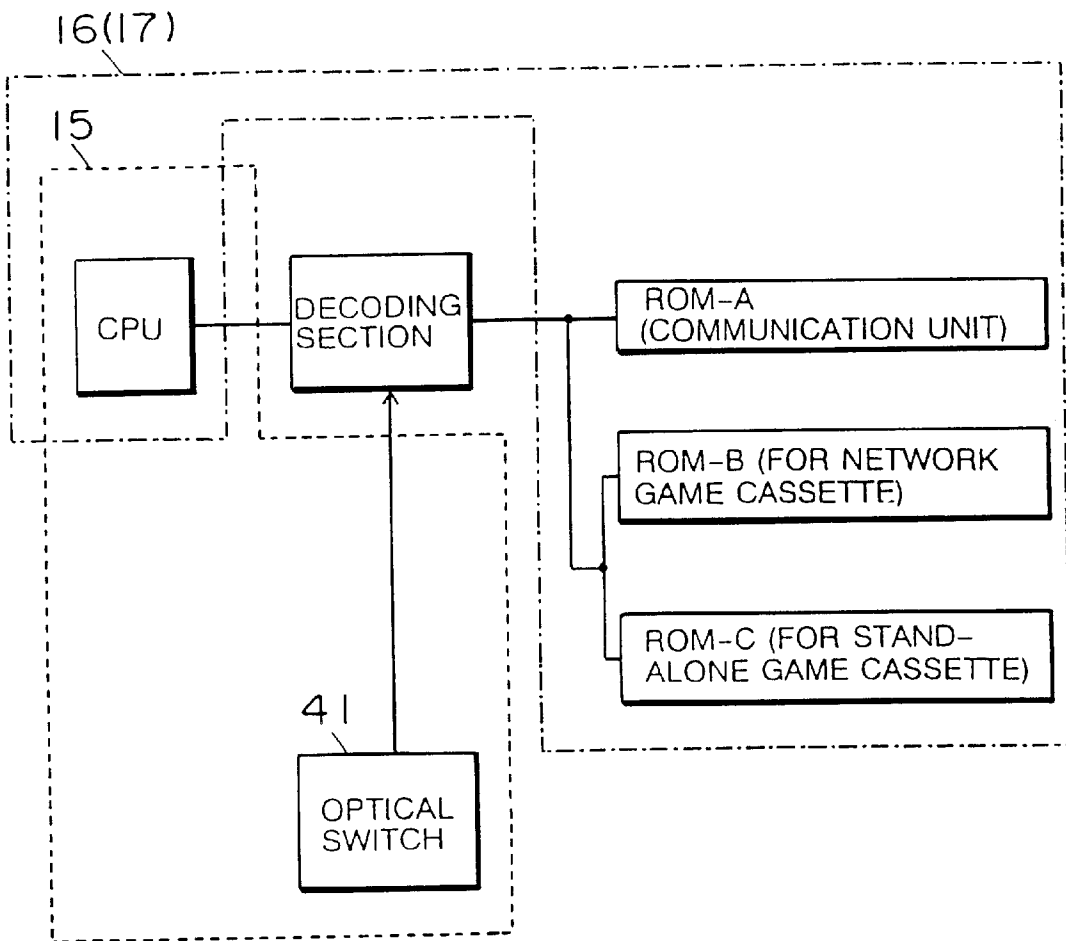 16(17)
15
CPU
DECODING
SECTION
ROM-A
(COMMUNICATION UNIT)
ROM-B (FOR NETWORK
GAME CASSETTE)
ROM-C (FOR STAND-
ALONE GAME CASSETTE)
41
OPTICAL
SWITCH